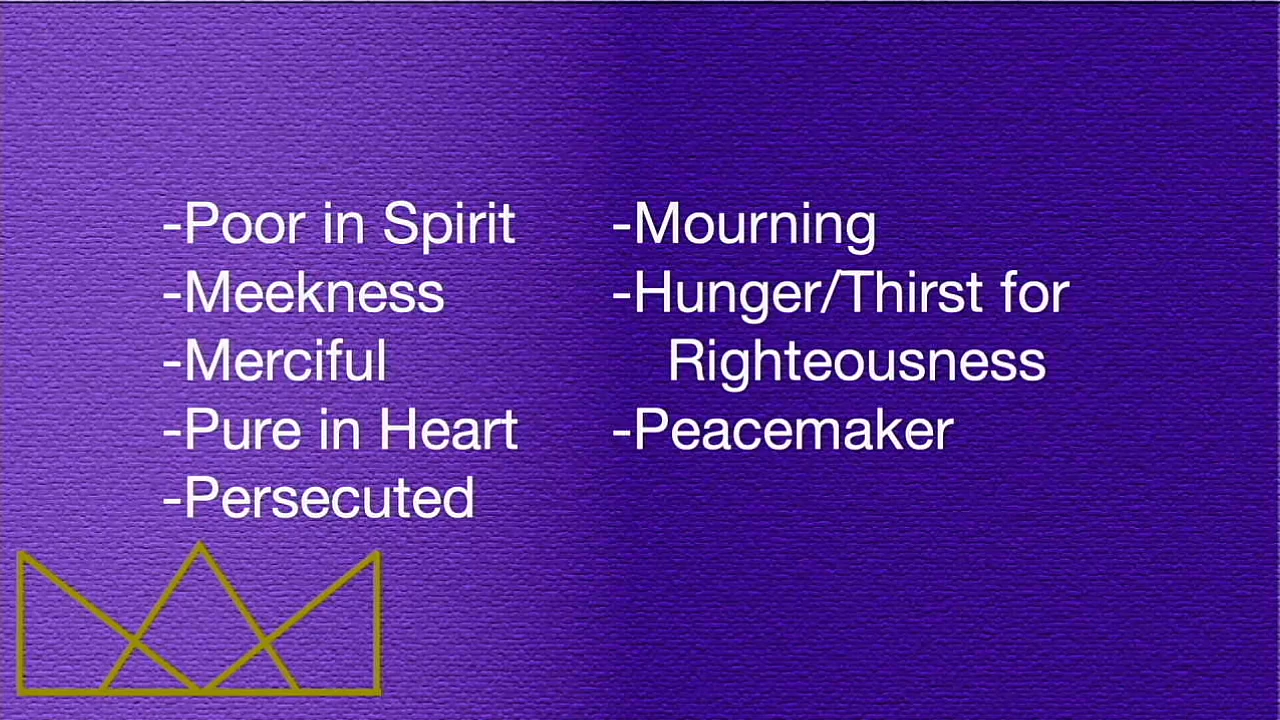 -Poor in Spirit
-Meekness
-Merciful
-Pure in Heart
-Persecuted
-Mourning
-Hunger/Thirst for
Righteousness
-Peacemaker